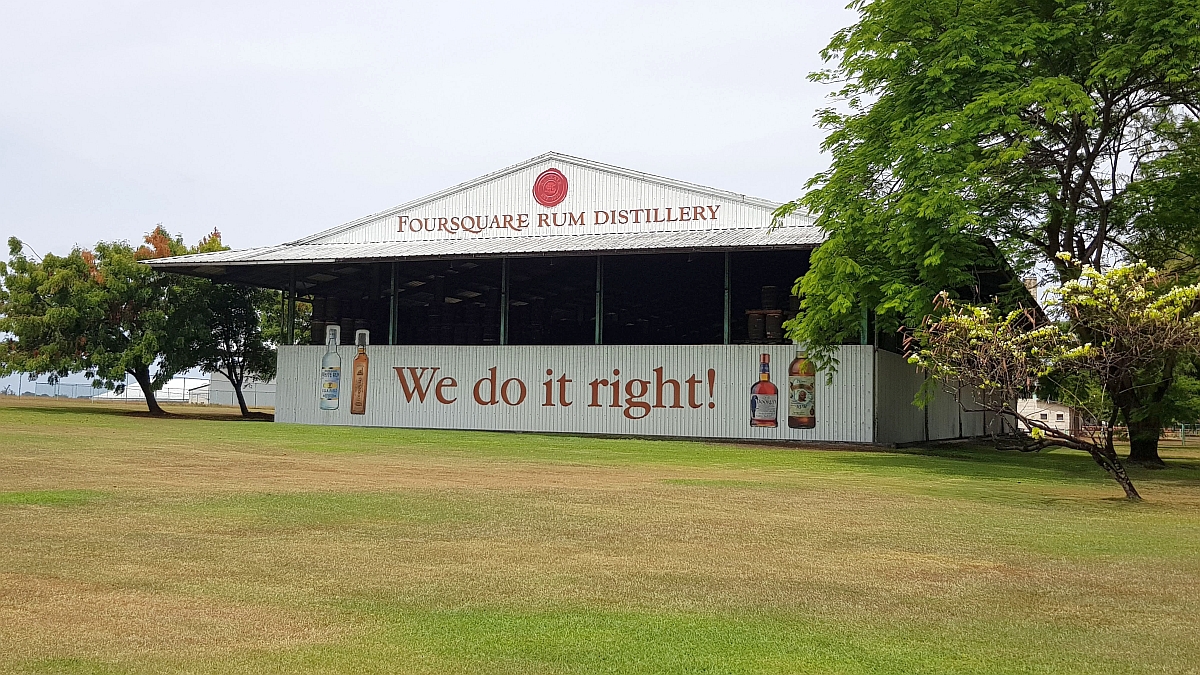 FOURSQUARE RUM DISTILLERY
We do it right!